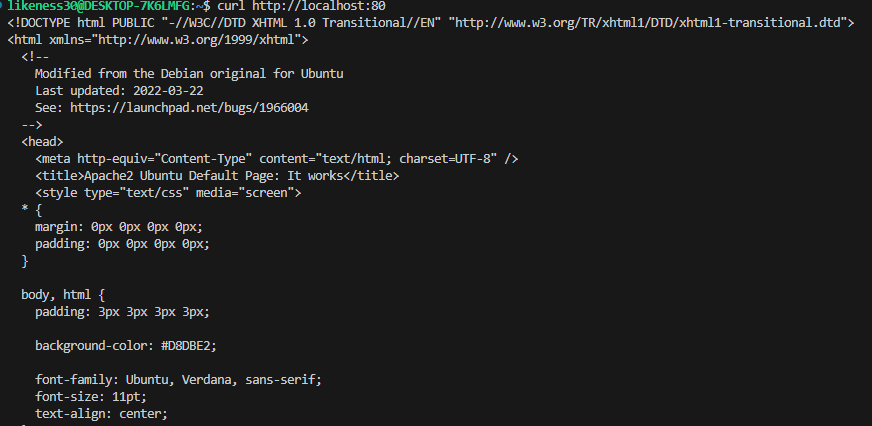 likeness30@DESKTOP-7K6LMFG:~$ curl http://localhost:80
<!DOCTYPE html PUBLIC "-//W3C//DTD XHTML 1.0 Transitional//EN" "http://www.w3.org/TR/xhtml1/DTD/xhtml1-transitional.dtd">
<html xmlns="http://www.w3.org/1999/xhtml">
  <!--
    Modified from the Debian original for Ubuntu
    Last updated: 2022-03-22
    See: https://launchpad.net/bugs/1966004
  -->
  <head>
    <meta http-equiv="Content-Type" content="text/html; charset=UTF-8" />
    <title>Apache2 Ubuntu Default Page: It works</title>
    <style type="text/css" media="screen">
  * {
    margin: 0px 0px 0px 0px;
    padding: 0px 0px 0px 0px;
  }

  body, html {
    padding: 3px 3px 3px 3px;

    background-color: #D8DBE2;

    font-family: Ubuntu, Verdana, sans-serif;
    font-size: 11pt;
    text-align: center;